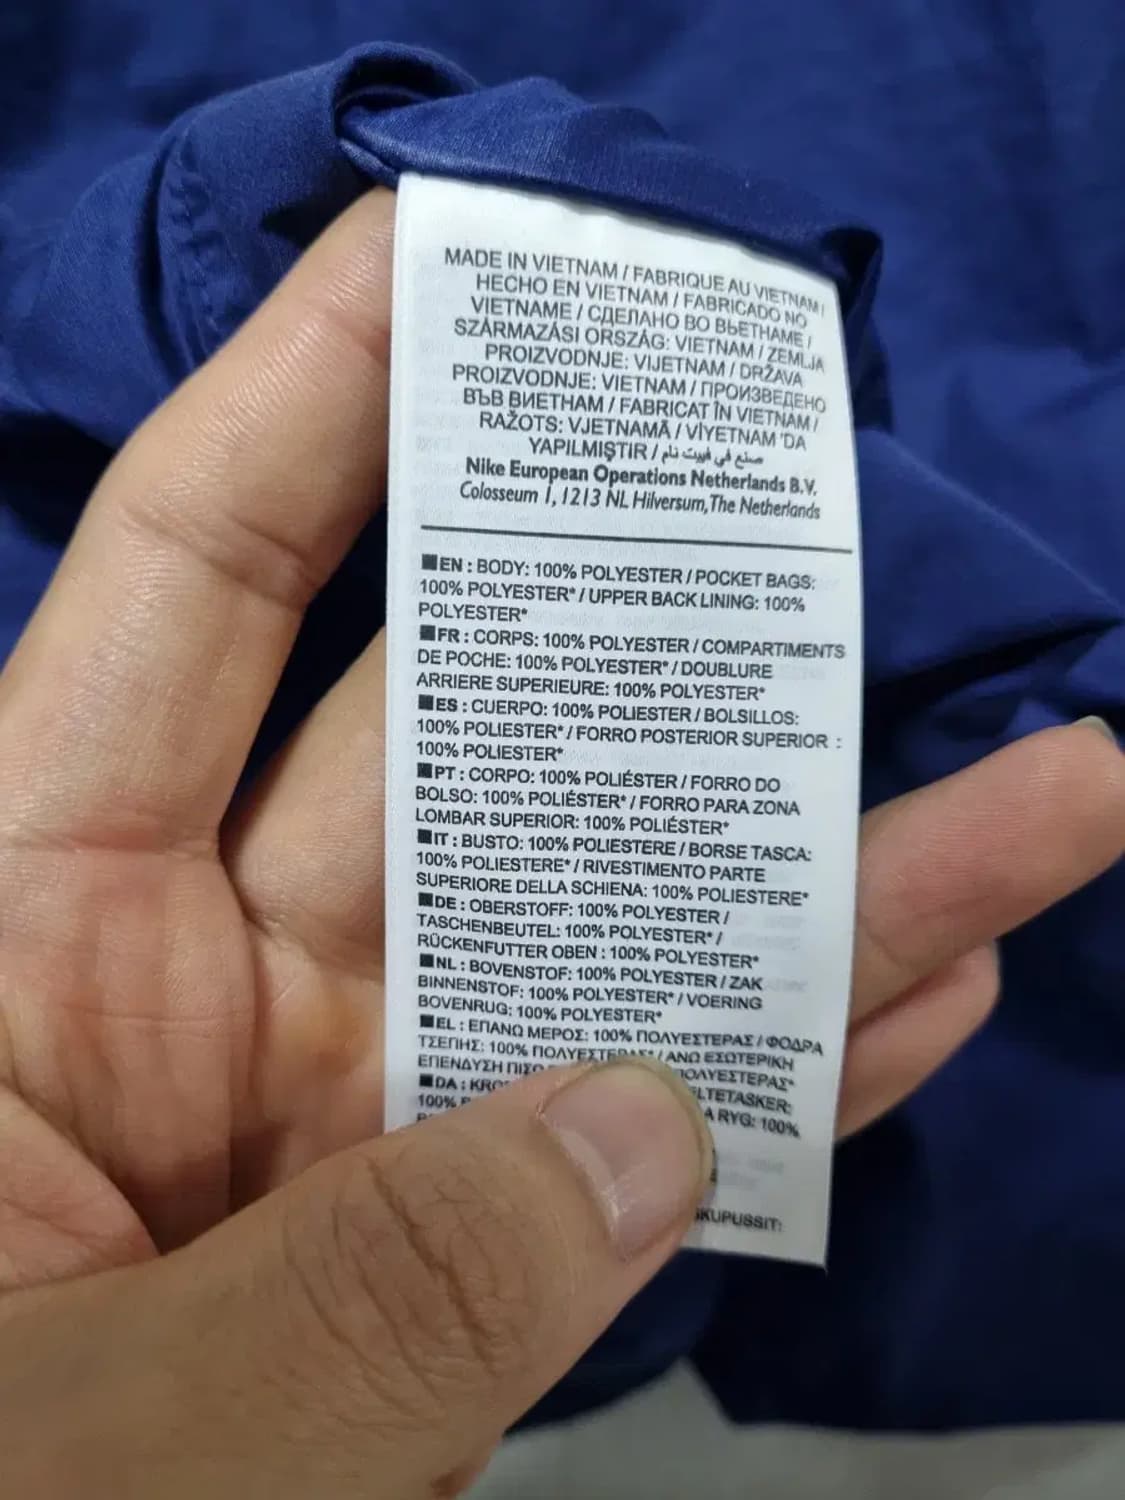 MADE IN VIETNAM / FABRIQUE AU VIETNAM /
HECHO EN VIETNAM / FABRICADO NO
VIETNAME / СДЕЛАНО ВО ВЬЕТНАМЕ /
SZÁRMAZÁSI ORSZÁG: VIETNAM / ZEMLJA
PROIZVODNJE: VIJETNAM / DRŽAVA
PROIZVODNJE: VIETNAM / ПРОИЗВЕДЕНО
ВЪВ ВИЕТНАМ / FABRICAT ÎN VIETNAM /
RAŽOTS: VJETNAMĀ / VİYETNAM 'DA
YAPILMIŞTIR / صنع في فييت نام
Nike European Operations Netherlands B.V.
Colosseum 1, 1213 NL Hilversum, The Netherlands
EN : BODY: 100% POLYESTER / POCKET BAGS:
100% POLYESTER* / UPPER BACK LINING: 100%
POLYESTER*
FR : CORPS: 100% POLYESTER / COMPARTIMENTS
DE POCHE: 100% POLYESTER* / DOUBLURE
ARRIERE SUPERIEURE: 100% POLYESTER*
ES : CUERPO: 100% POLIESTER / BOLSILLOS:
100% POLIESTER* / FORRO POSTERIOR SUPERIOR :
100% POLIESTER*
PT : CORPO: 100% POLIÉSTER / FORRO DO
BOLSO: 100% POLIÉSTER* / FORRO PARA ZONA
LOMBAR SUPERIOR: 100% POLIÉSTER*
IT : BUSTO: 100% POLIESTERE / BORSE TASCA:
100% POLIESTERE* / RIVESTIMENTO PARTE
SUPERIORE DELLA SCHIENA: 100% POLIESTERE*
DE : OBERSTOFF: 100% POLYESTER /
TASCHENBEUTEL: 100% POLYESTER* /
RÜCKENFUTTER OBEN : 100% POLYESTER*
NL : BOVENSTOF: 100% POLYESTER / ZAK
BINNENSTOF: 100% POLYESTER* / VOERING
BOVENRUG: 100% POLYESTER*
EL : ΕΠΑΝΩ ΜΕΡΟΣ: 100% ΠΟΛΥΕΣΤΕΡΑΣ / ΦΟΔΡΑ
ΤΣΕΠΗΣ: 100% ΠΟΛΥΕΣΤΕΡΑΣ* / ΑΝΩ ΕΣΩΤΕΡΙΚΗ
ΕΠΕΝΔΥΣΗ ΠΟΛΥΕΣΤΕΡΑΣ*
DA : LTETASKER:
100% A RYG: 100%
SKUPUSSIT: